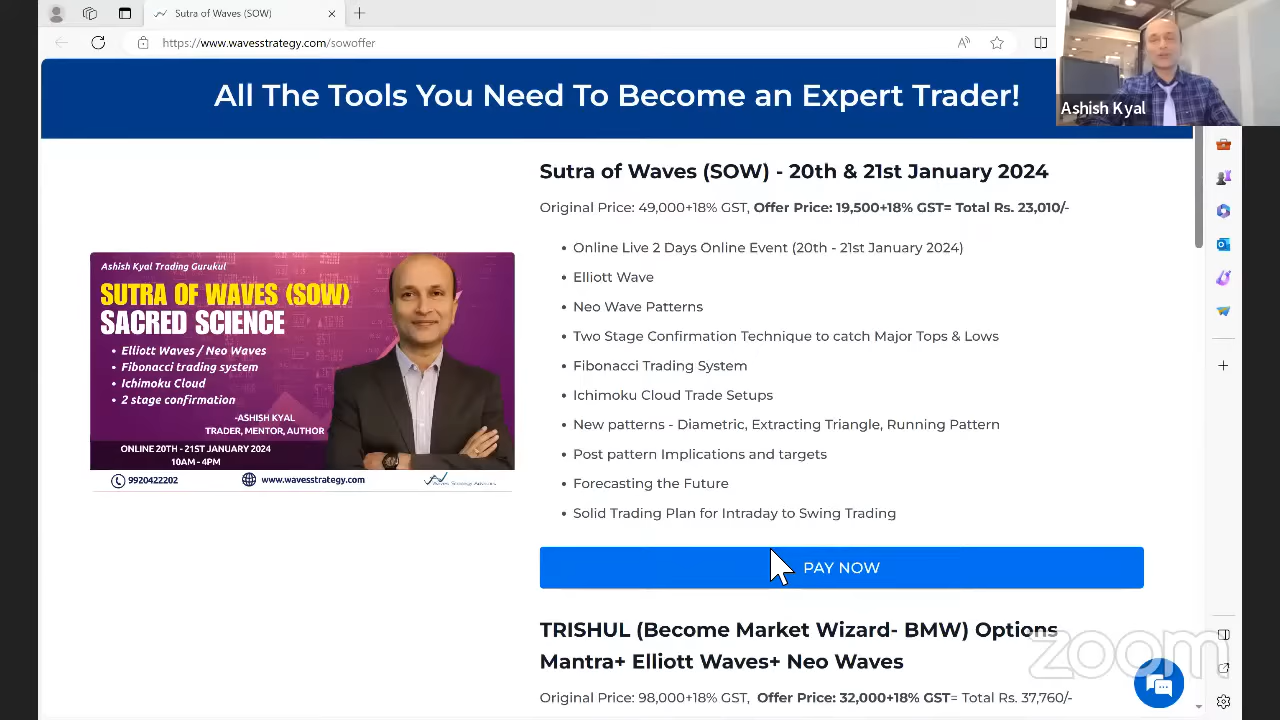 Sutra of Waves (SOW)
https://www.wavesstrategy.com/sowoffer
Ashish Kyal
All The Tools You Need To Become an Expert Trader!
Sutra of Waves (SOW) - 20th & 21st January 2024
Original Price: 49,000+18% GST, Offer Price: 19,500+18% GST= Total Rs. 23,010/-
Online Live 2 Days Online Event (20th - 21st January 2024)
Elliott Wave
Neo Wave Patterns
Two Stage Confirmation Technique to catch Major Tops & Lows
Fibonacci Trading System
Ichimoku Cloud Trade Setups
New patterns - Diametric, Extracting Triangle, Running Pattern
Post pattern Implications and targets
Forecasting the Future
Solid Trading Plan for Intraday to Swing Trading
Ashish Kyal Trading Gurukul
SUTRA OF WAVES (SOW)
SACRED SCIENCE
Elliott Waves / Neo Waves
Fibonacci trading system
Ichimoku Cloud
2 stage confirmation
-ASHISH KYAL
TRADER, MENTOR, AUTHOR
ONLINE 20TH - 21ST JANUARY 2024
10AM - 4PM
9920422202
www.wavesstrategy.com
Waves Strategy Advisors
PAY NOW
TRISHUL (Become Market Wizard- BMW) Options
Mantra+ Elliott Waves+ Neo Waves
Original Price: 98,000+18% GST, Offer Price: 32,000+18% GST= Total Rs. 37,760/-
zoom